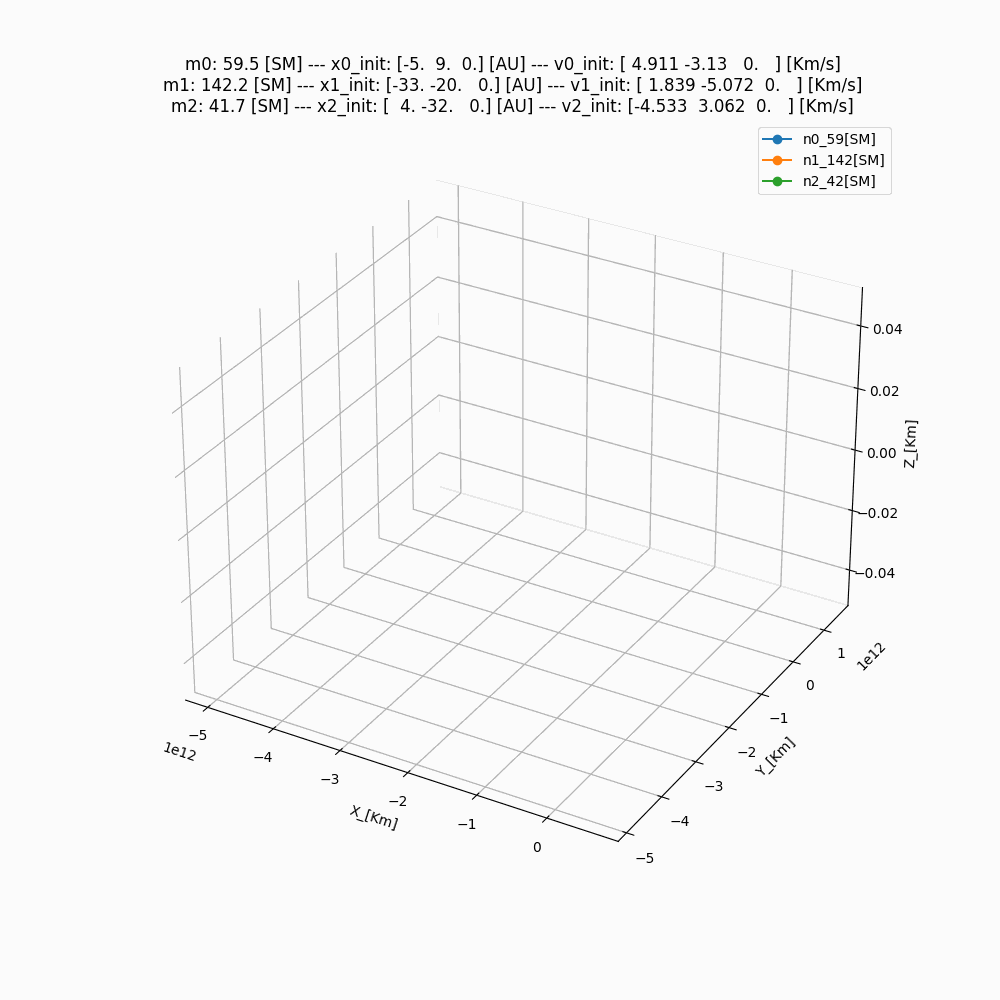 m0: 59.5 [SM] --- x0_init: [-5.  9.  0.] [AU] --- v0_init: [ 4.911 -3.13   0.   ] [Km/s]
m1: 142.2 [SM] --- x1_init: [-33. -20.   0.] [AU] --- v1_init: [ 1.839 -5.072  0.   ] [Km/s]
m2: 41.7 [SM] --- x2_init: [  4. -32.   0.] [AU] --- v2_init: [-4.533  3.062  0.   ] [Km/s]
n0_59[SM]
n1_142[SM]
n2_42[SM]
0.04
0.02
0.00
−0.02
−0.04
Z_[Km]
1
0
−1
−2
−3
−4
−5
1e12
Y_[Km]
−5
−4
−3
−2
−1
0
1e12
X_[Km]